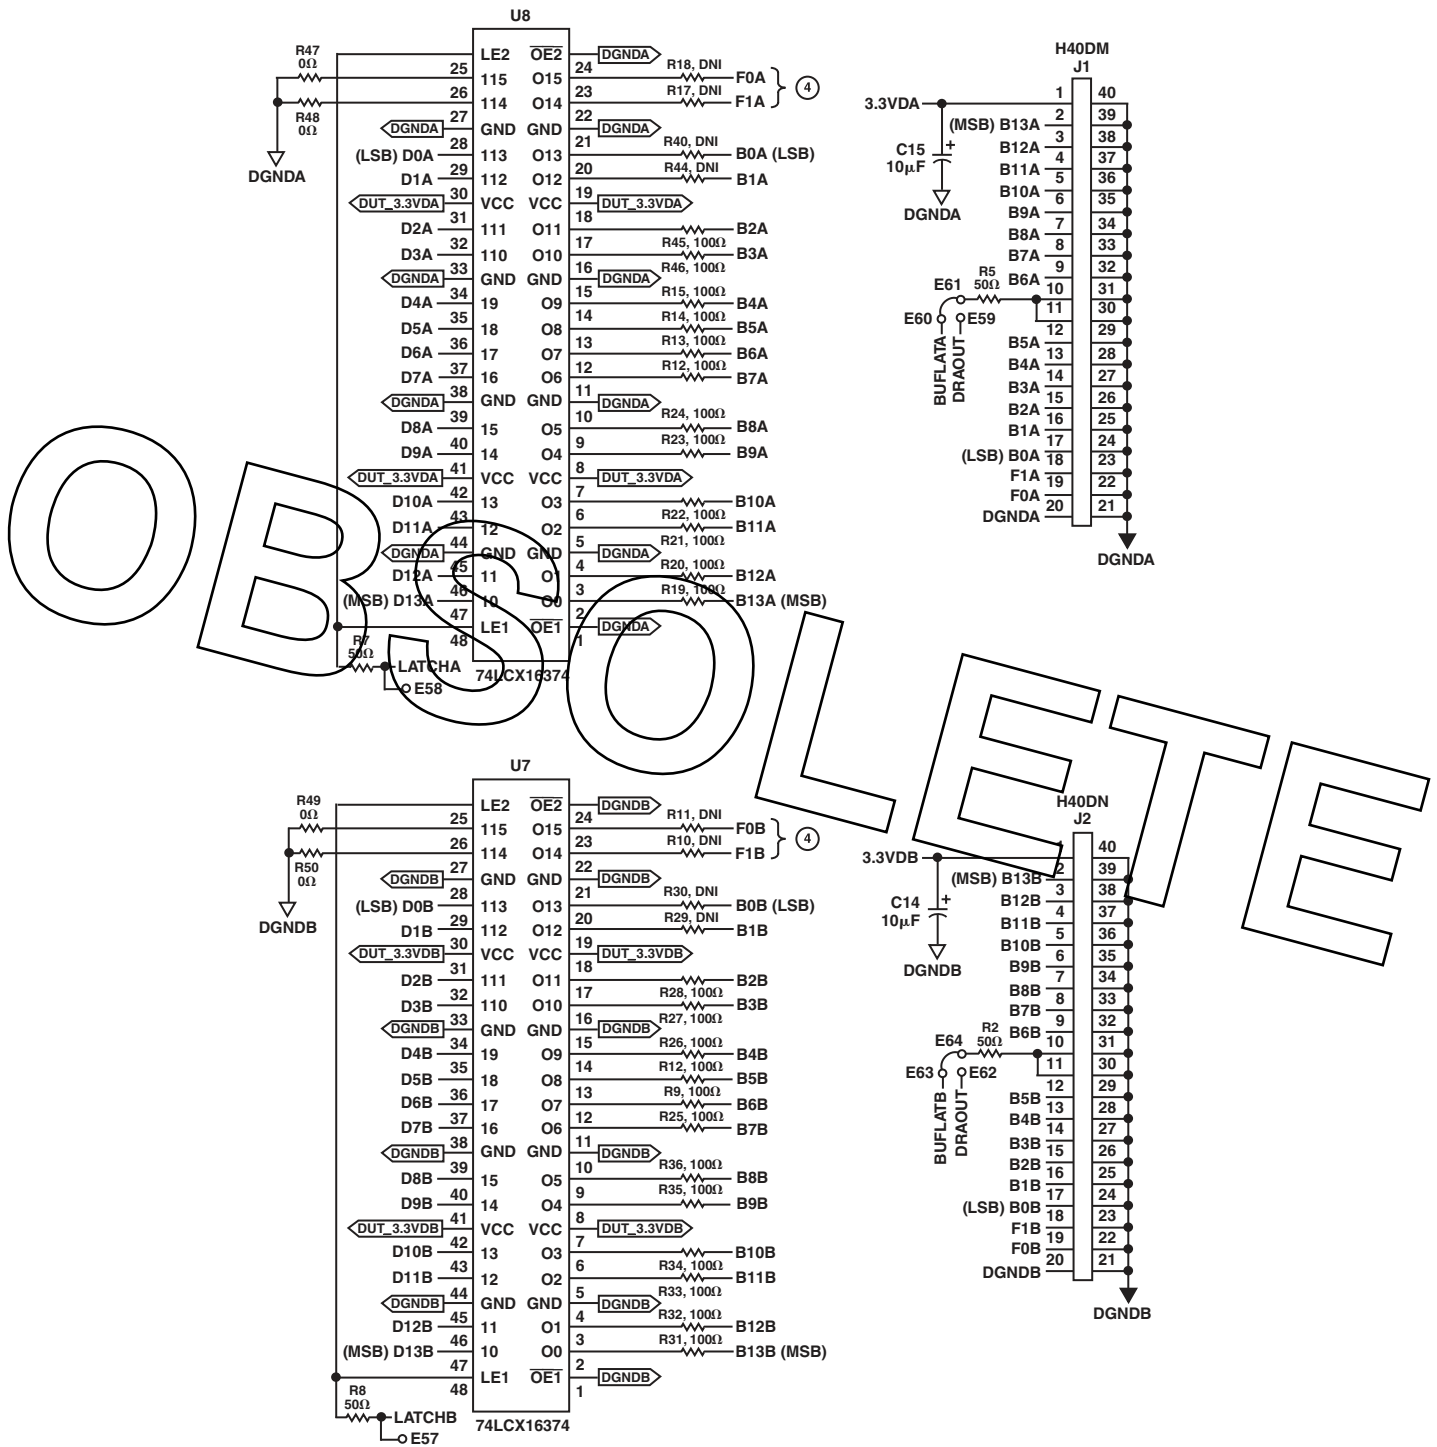 U8
R47
0Ω
LE2 OE2 DGNDA
25 115 O15 24 R18, DNI F0A
26 114 O14 23 R17, DNI F1A
4
R48
0Ω
DGNDA
DGNDA 27 GND GND 22 DGNDA
(LSB) D0A 28 113 O13 21 R40, DNI B0A (LSB)
D1A 29 112 O12 20 R44, DNI B1A
DUT_3.3VDA 30 VCC VCC 19 DUT_3.3VDA
D2A 31 111 O11 18 B2A
R45, 100Ω
D3A 32 110 O10 17 B3A
R46, 100Ω
DGNDA 33 GND GND 16 DGNDA
D4A 34 19 O9 15 R15, 100Ω B4A
D5A 35 18 O8 14 R14, 100Ω B5A
D6A 36 17 O7 13 R13, 100Ω B6A
D7A 37 16 O6 12 R12, 100Ω B7A
DGNDA 38 GND GND 11 DGNDA
D8A 39 15 O5 10 R24, 100Ω B8A
D9A 40 14 O4 9 R23, 100Ω B9A
DUT_3.3VDA 41 VCC VCC 8 DUT_3.3VDA
D10A 42 13 O3 7 B10A
R22, 100Ω
D11A 43 12 O2 6 B11A
R21, 100Ω
DGNDA 44 GND GND 5 DGNDA
D12A 45 11 O1 4 R20, 100Ω B12A
(MSB) D13A 46 10 O0 3 R19, 100Ω B13A (MSB)
47 LE1 OE1 2 DGNDA
48 1
R7
50Ω
LATCHA
E58
74LCX16374
H40DM
J1
3.3VDA 1 40
(MSB) B13A 2 39
B12A 3 38
B11A 4 37
B10A 5 36
B9A 6 35
B8A 7 34
B7A 8 33
B6A 9 32
10 31
11 30
12 29
B5A
B4A 13 28
B3A 14 27
B2A 15 26
B1A 16 25
(LSB) B0A 17 24
F1A 18 23
F0A 19 22
DGNDA 20 21
DGNDA
C15
10μF
+
DGNDA
R5
50Ω
E61
E60 E59
BUFLATA
DRAOUT
OBSOLETE
U7
R49
0Ω
LE2 OE2 DGNDB
25 115 O15 24 R11, DNI F0B
26 114 O14 23 R10, DNI F1B
4
R50
0Ω
DGNDB
DGNDB 27 GND GND 22 DGNDB
(LSB) D0B 28 113 O13 21 R30, DNI B0B (LSB)
D1B 29 112 O12 20 R29, DNI B1B
DUT_3.3VDB 30 VCC VCC 19 DUT_3.3VDB
D2B 31 111 O11 18 B2B
R28, 100Ω
D3B 32 110 O10 17 B3B
R27, 100Ω
DGNDB 33 GND GND 16 DGNDB
D4B 34 19 O9 15 R26, 100Ω B4B
D5B 35 18 O8 14 R12, 100Ω B5B
D6B 36 17 O7 13 R9, 100Ω B6B
D7B 37 16 O6 12 R25, 100Ω B7B
DGNDB 38 GND GND 11 DGNDB
D8B 39 15 O5 10 R36, 100Ω B8B
D9B 40 14 O4 9 R35, 100Ω B9B
DUT_3.3VDB 41 VCC VCC 8 DUT_3.3VDB
D10B 42 13 O3 7 B10B
R34, 100Ω
D11B 43 12 O2 6 B11B
R33, 100Ω
DGNDB 44 GND GND 5 DGNDB
D12B 45 11 O1 4 R32, 100Ω B12B
(MSB) D13B 46 10 O0 3 R31, 100Ω B13B (MSB)
47 LE1 OE1 2 DGNDB
48 1
R8
50Ω
LATCHB
E57
74LCX16374
H40DN
J2
3.3VDB 1 40
(MSB) B13B 2 39
B12B 3 38
B11B 4 37
B10B 5 36
B9B 6 35
B8B 7 34
B7B 8 33
B6B 9 32
10 31
11 30
12 29
B5B
B4B 13 28
B3B 14 27
B2B 15 26
B1B 16 25
(LSB) B0B 17 24
F1B 18 23
F0B 19 22
DGNDB 20 21
DGNDB
C14
10μF
+
DGNDB
R2
50Ω
E64
E63 E62
BUFLATB
DRAOUT